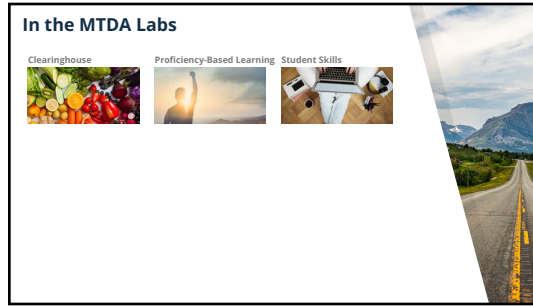 In the MTDA Labs
Clearinghouse Proficiency-Based Learning Student Skills